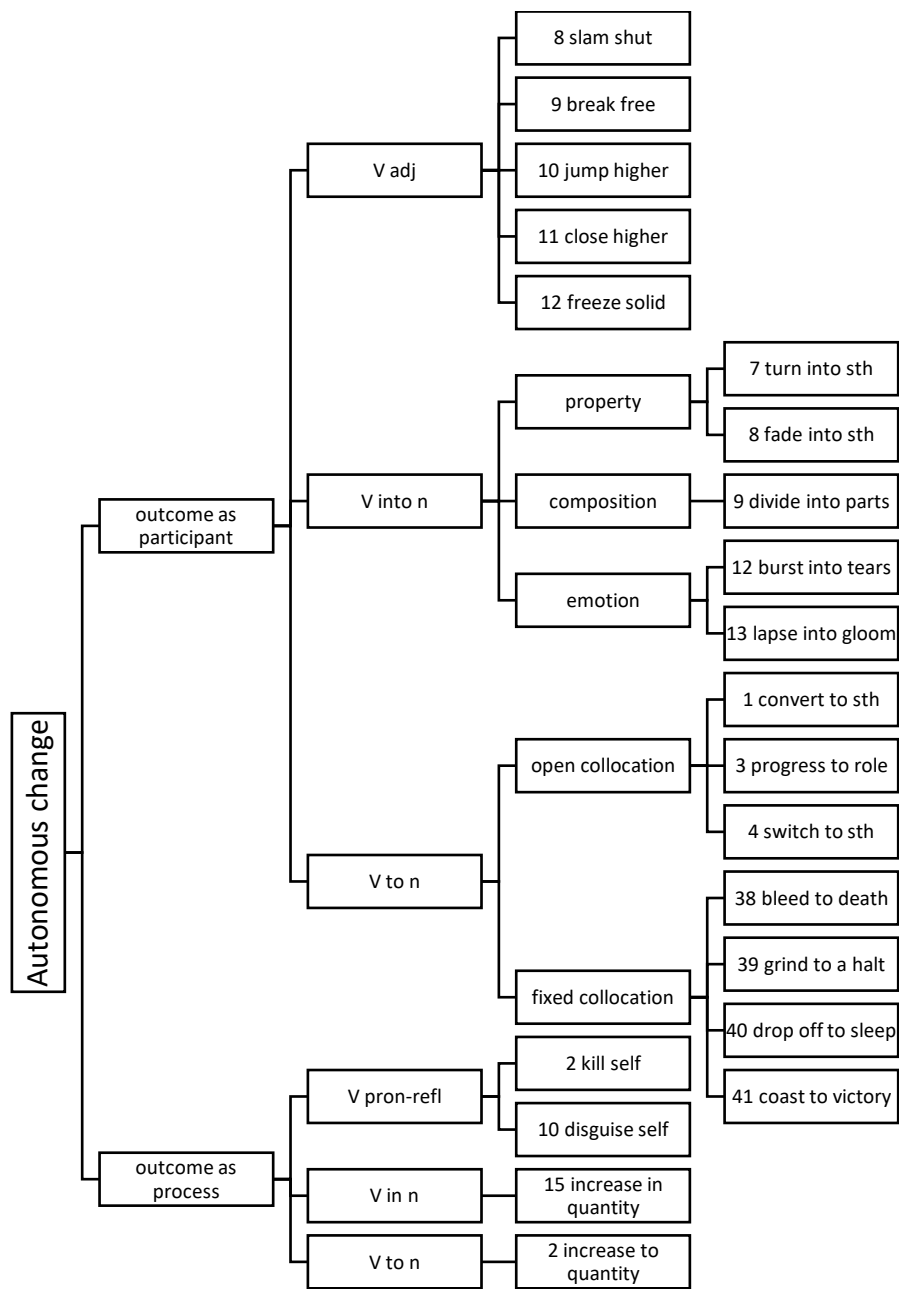 Autonomous change
outcome as
participant
V adj
8 slam shut
9 break free
10 jump higher
11 close higher
12 freeze solid
V into n
property
7 turn into sth
8 fade into sth
composition
9 divide into parts
emotion
12 burst into tears
13 lapse into gloom
V to n
open collocation
1 convert to sth
3 progress to role
4 switch to sth
fixed collocation
38 bleed to death
39 grind to a halt
40 drop off to sleep
41 coast to victory
outcome as
process
V pron-refl
2 kill self
10 disguise self
V in n
15 increase in
quantity
V to n
2 increase to
quantity